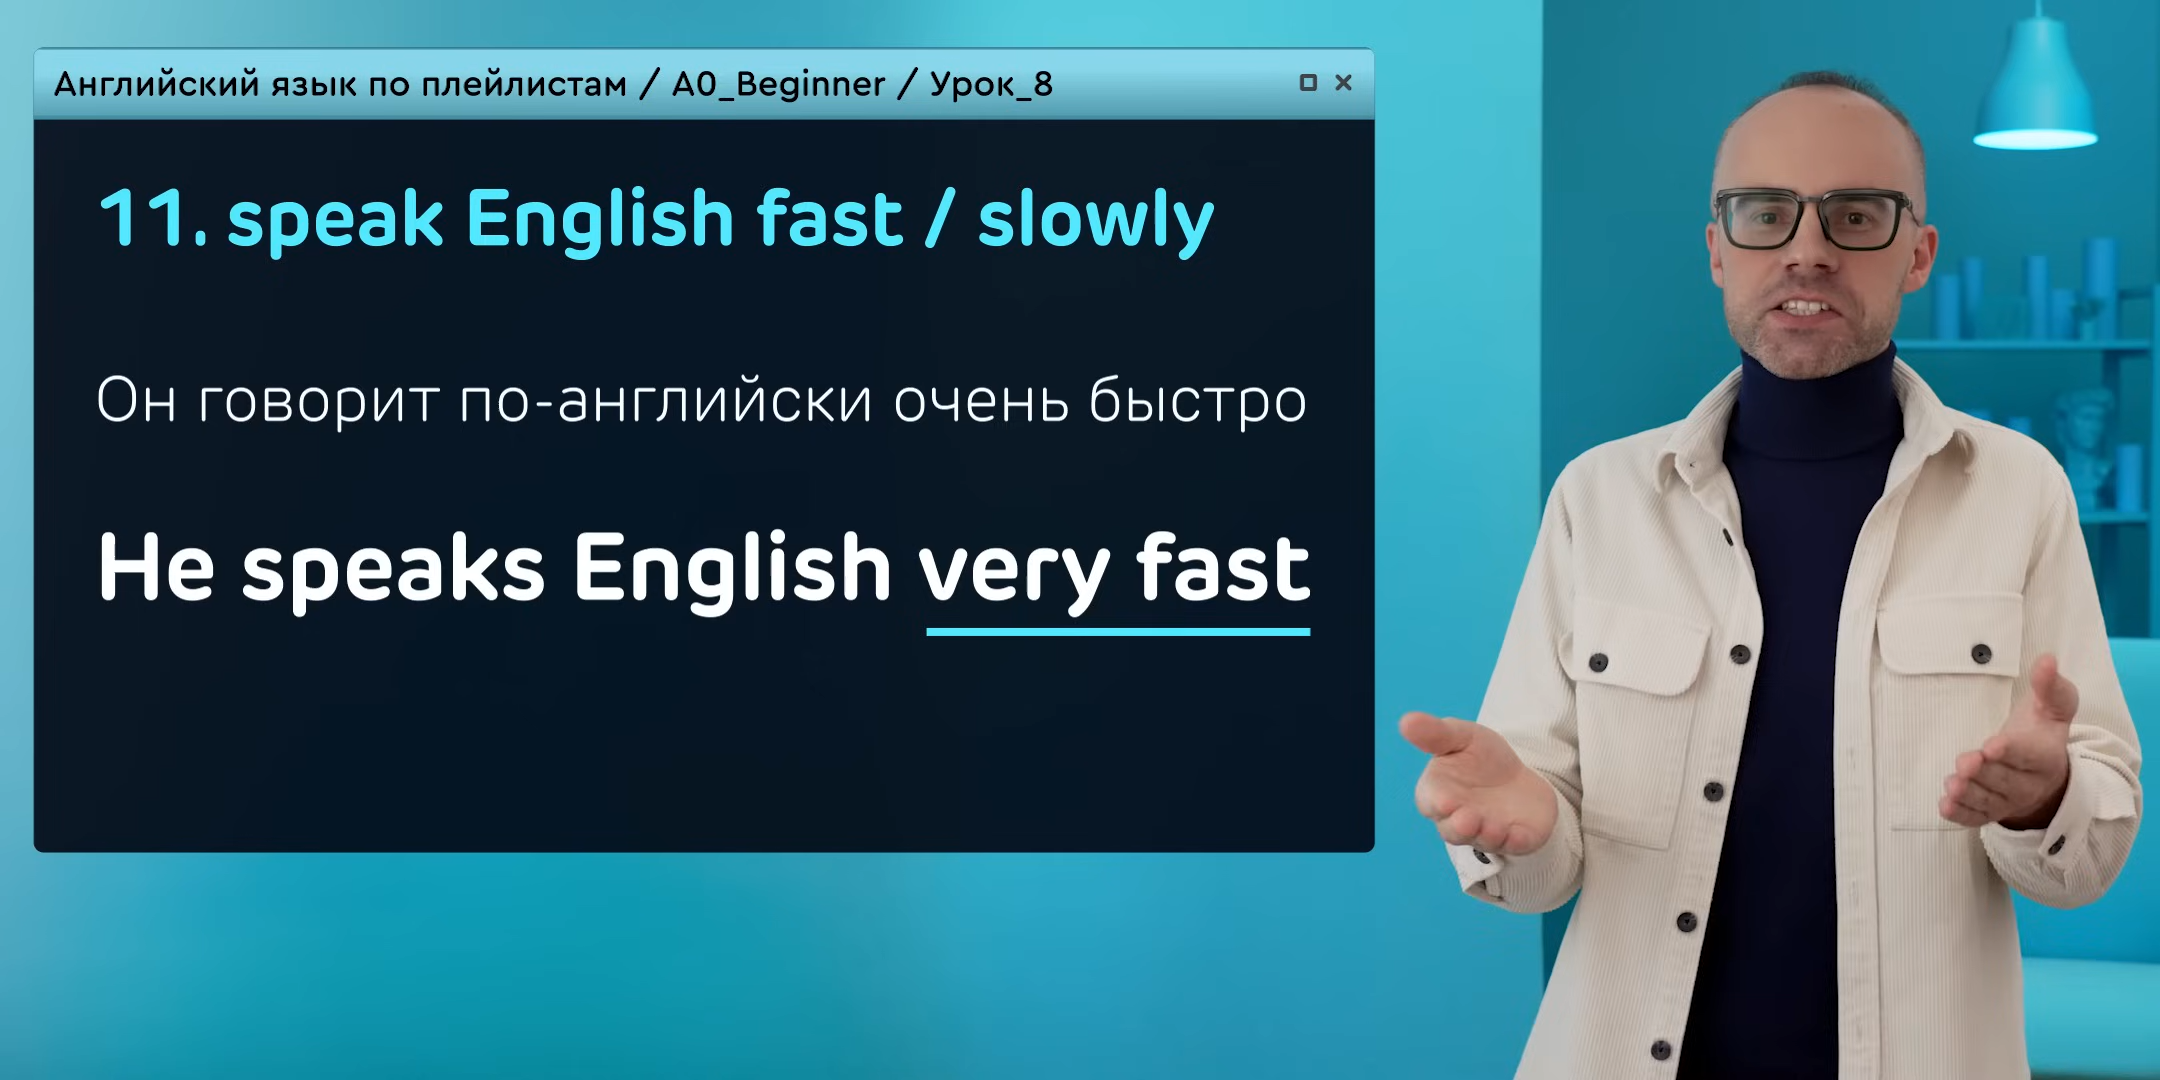 Английский язык по плейлистам / A0_Beginner / Урок_8
11. speak English fast / slowly
Он говорит по-английски очень быстро
He speaks English very fast